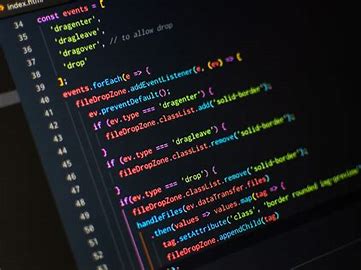 index.html
34 const events = [
35 'dragenter',
36 'dragleave',
37 'dragover', // to allow drop
38 'drop'
39 ];
40 events.forEach(e => {
41 fileDropZone.addEventListener(e, (ev) => {
42 ev.preventDefault();
43 if (ev.type === 'dragenter') {
44 fileDropZone.classList.add('solid-border');
45 }
46 if (ev.type === 'dragleave') {
47 fileDropZone.classList.remove('solid-border');
48 }
49 if(ev.type === 'drop') {
50 fileDropZone.classList.remove('solid-border');
51 handleFiles(ev.dataTransfer.files)
.then(values => values.map(tag => {
tag.setAttribute('class', 'border rounded img-preview'
fileDropZone.appendChild(tag)